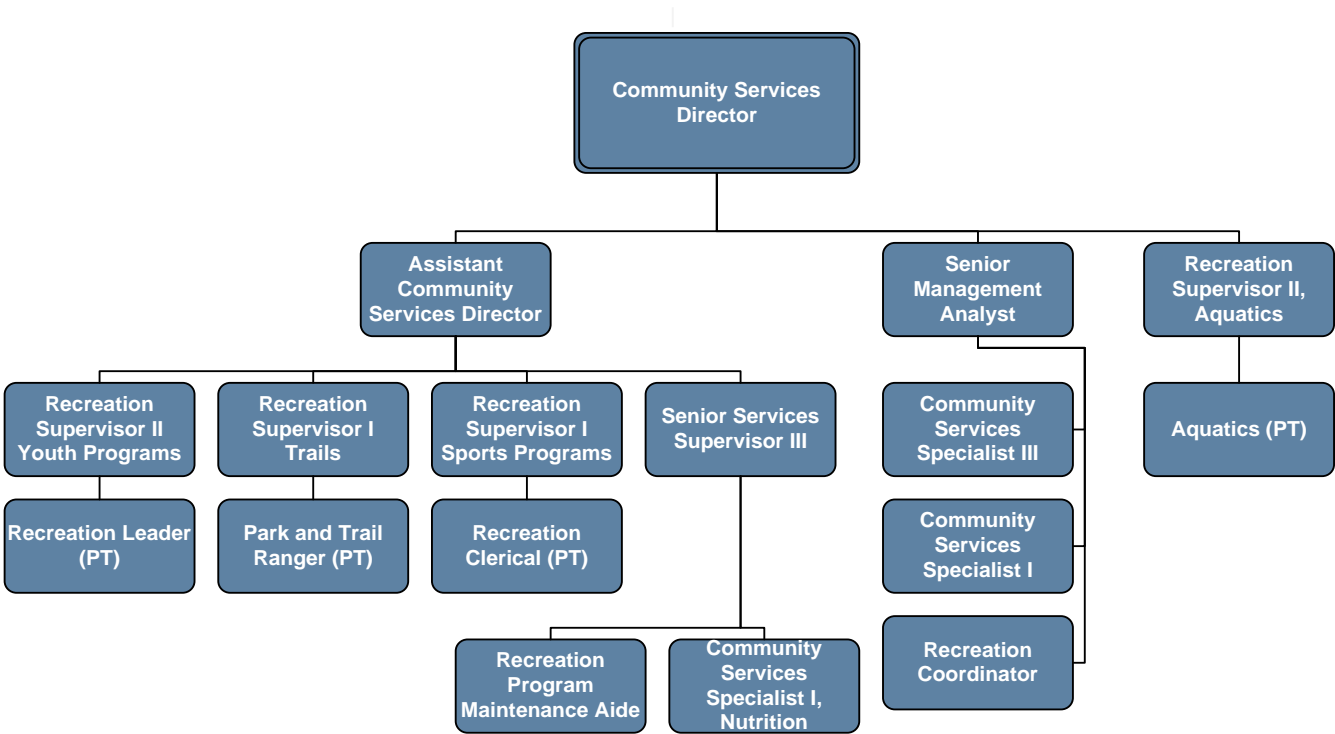 Community Services
Director
Assistant
Community
Services Director
Senior
Management
Analyst
Recreation
Supervisor II,
Aquatics
Recreation
Supervisor II
Youth Programs
Recreation
Supervisor I
Trails
Recreation
Supervisor I
Sports Programs
Senior Services
Supervisor III
Community
Services
Specialist III
Aquatics (PT)
Recreation Leader
(PT)
Park and Trail
Ranger (PT)
Recreation
Clerical (PT)
Community
Services
Specialist I
Recreation
Program
Maintenance Aide
Community
Services
Specialist I,
Nutrition
Recreation
Coordinator